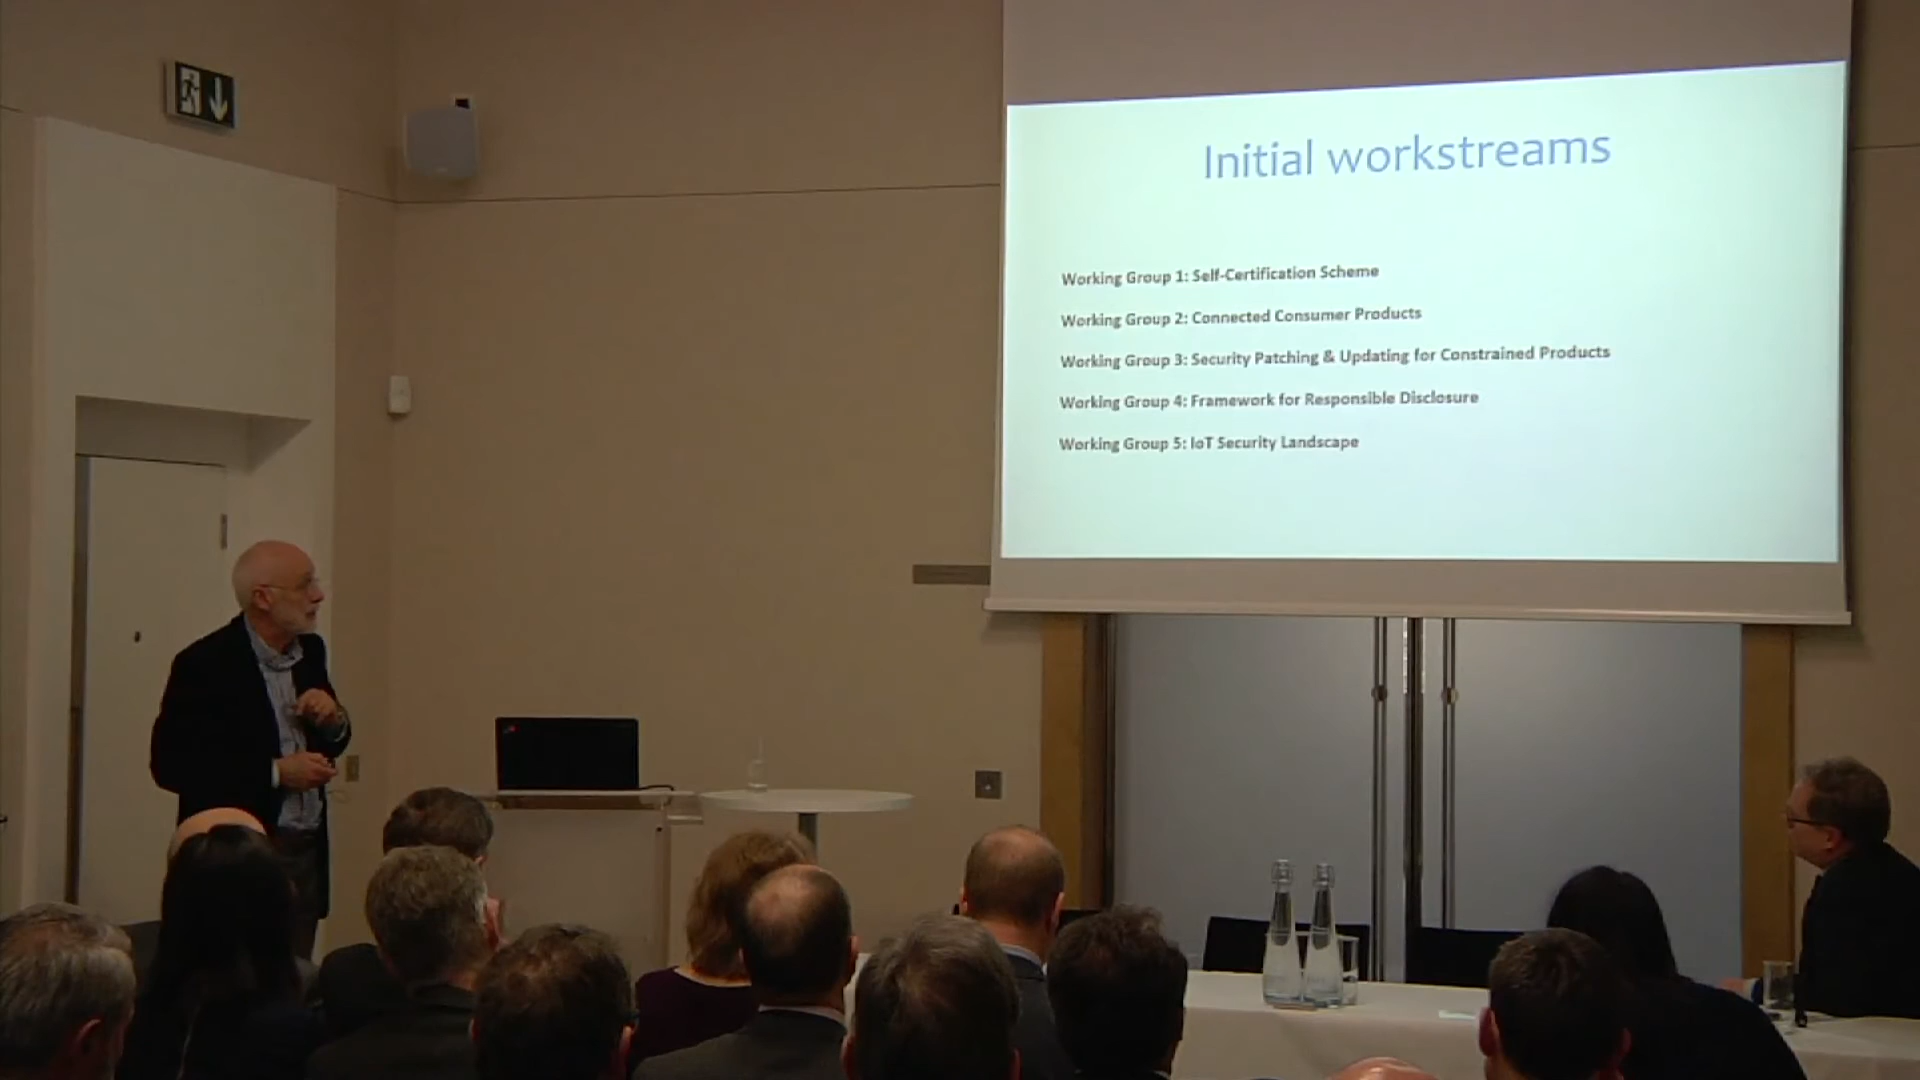 Initial workstreams
Working Group 1: Self-Certification Scheme
Working Group 2: Connected Consumer Products
Working Group 3: Security Patching & Updating for Constrained Products
Working Group 4: Framework for Responsible Disclosure
Working Group 5: IoT Security Landscape